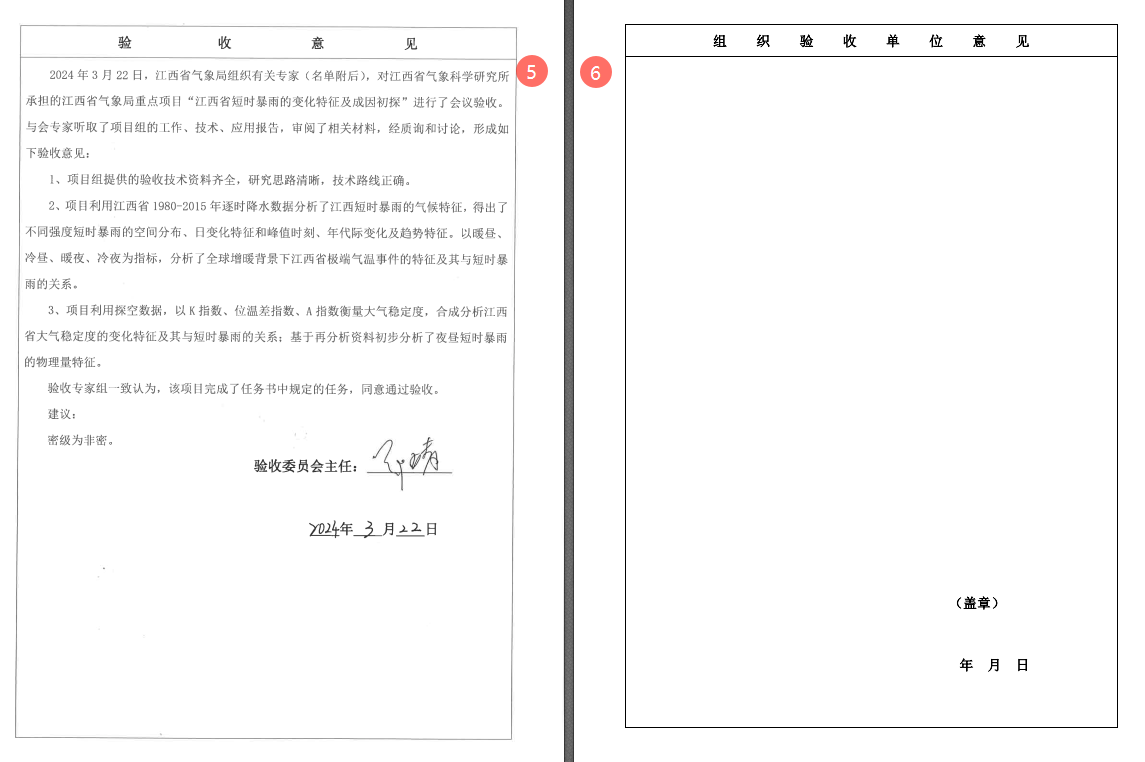 验 收 意 见
2024 年 3 月 22 日，江西省气象局组织有关专家（名单附后），对江西省气象科学研究所
承担的江西省气象局重点项目“江西省短时暴雨的变化特征及成因初探”进行了会议验收。
与会专家听取了项目组的工作、技术、应用报告，审阅了相关材料，经质询和讨论，形成如
下验收意见：
1、项目组提供的验收技术资料齐全，研究思路清晰，技术路线正确。
2、项目利用江西省 1980-2015 年逐时降水数据分析了江西短时暴雨的气候特征，得出了
不同强度短时暴雨的空间分布、日变化特征和峰值时刻、年代际变化及趋势特征。以暖昼、
冷昼、暖夜、冷夜为指标，分析了全球增暖背景下江西省极端气温事件的特征及其与短时暴
雨的关系。
3、项目利用探空数据，以 K 指数、位温差指数、A 指数衡量大气稳定度，合成分析江西
省大气稳定度的变化特征及其与短时暴雨的关系；基于再分析资料初步分析了夜昼短时暴雨
的物理量特征。
验收专家组一致认为，该项目完成了任务书中规定的任务，同意通过验收。
建议：
密级为非密。
验收委员会主任：
2024年 3 月 22 日
5
6
组 织 验 收 单 位 意 见
（盖章）
年 月 日